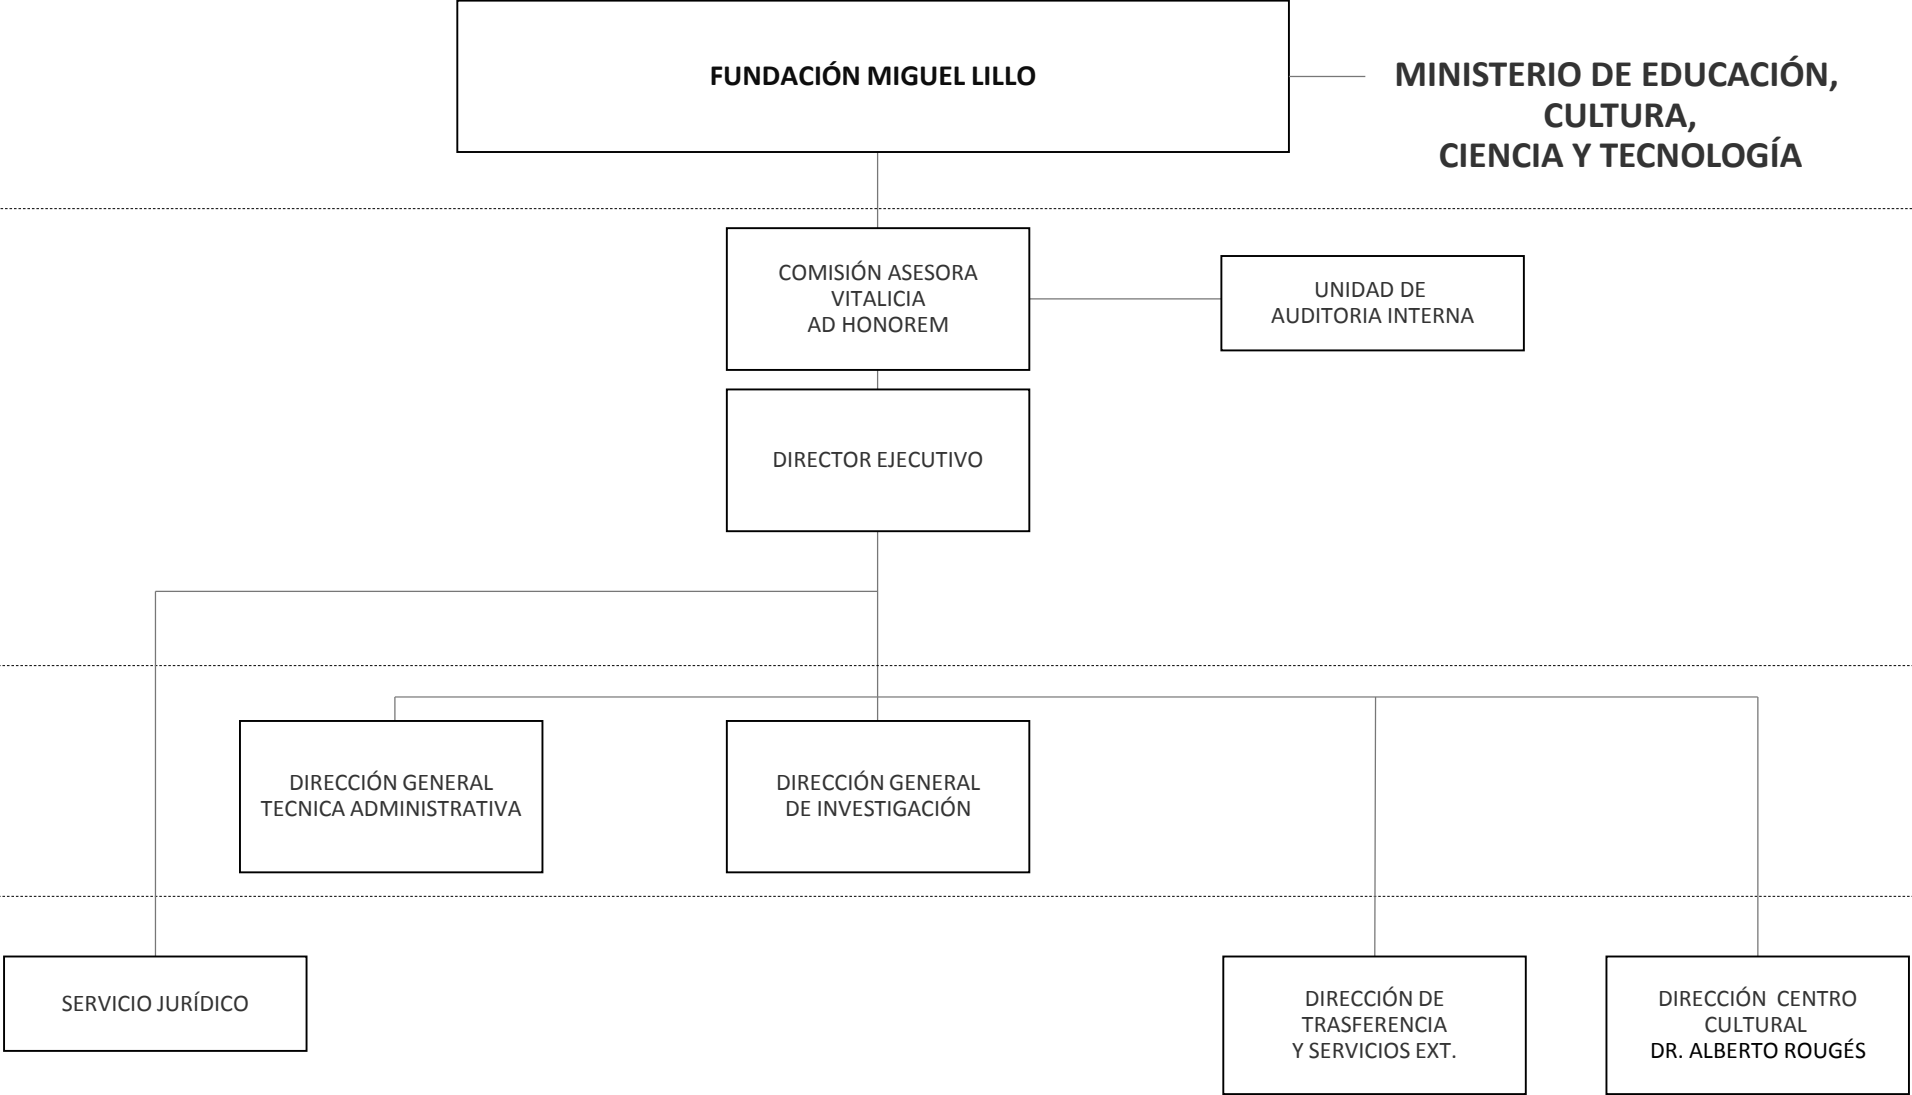 FUNDACIÓN MIGUEL LILLO
MINISTERIO DE EDUCACIÓN,
CULTURA,
CIENCIA Y TECNOLOGÍA
COMISIÓN ASESORA
VITALICIA
AD HONOREM
UNIDAD DE
AUDITORIA INTERNA
DIRECTOR EJECUTIVO
DIRECCIÓN GENERAL
TECNICA ADMINISTRATIVA
DIRECCIÓN GENERAL
DE INVESTIGACIÓN
SERVICIO JURÍDICO
DIRECCIÓN DE
TRASFERENCIA
Y SERVICIOS EXT.
DIRECCIÓN CENTRO
CULTURAL
DR. ALBERTO ROUGÉS